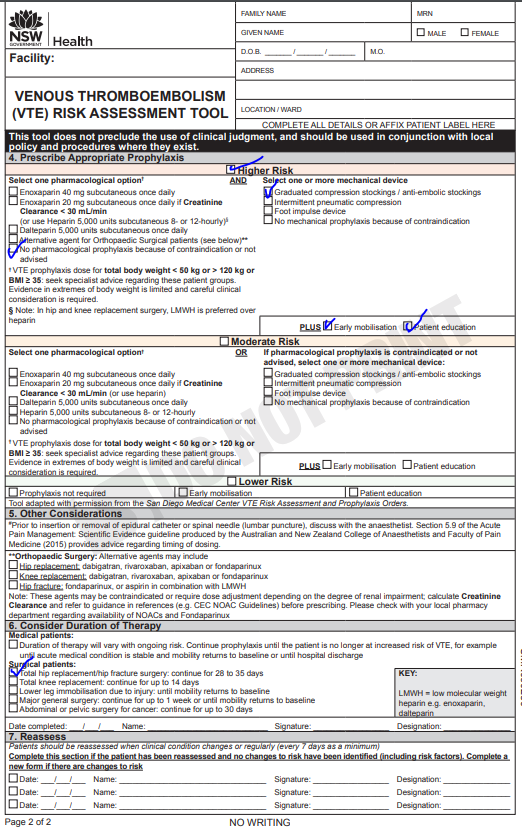 NSW
GOVERNMENT
Health
Facility:
FAMILY NAME
MRN
GIVEN NAME
MALE
FEMALE
D.O.B. _______ / _______ / _______
M.O.
ADDRESS
LOCATION / WARD
COMPLETE ALL DETAILS OR AFFIX PATIENT LABEL HERE
VENOUS THROMBOEMBOLISM
(VTE) RISK ASSESSMENT TOOL
This tool does not preclude the use of clinical judgment, and should be used in conjunction with local
policy and procedures where they exist.
4. Prescribe Appropriate Prophylaxis
Higher Risk
Select one pharmacological option†
AND
Select one or more mechanical device
Enoxaparin 40 mg subcutaneous once daily
Enoxaparin 20 mg subcutaneous once daily if Creatinine
Clearance < 30 mL/min
(or use Heparin 5,000 units subcutaneous 8- or 12-hourly)§
Dalteparin 5,000 units subcutaneous once daily
Alternative agent for Orthopaedic Surgical patients (see below)**
No pharmacological prophylaxis because of contraindication or not
advised
† VTE prophylaxis dose for total body weight < 50 kg or > 120 kg or
BMI ≥ 35: seek specialist advice regarding these patient groups.
Evidence in extremes of body weight is limited and careful clinical
consideration is required.
§ Note: In hip and knee replacement surgery, LMWH is preferred over
heparin
Graduated compression stockings / anti-embolic stockings
Intermittent pneumatic compression
Foot impulse device
No mechanical prophylaxis because of contraindication
PLUS Early mobilisation Patient education
Moderate Risk
Select one pharmacological option†
OR
If pharmacological prophylaxis is contraindicated or not
advised, select one or more mechanical device:
Enoxaparin 40 mg subcutaneous once daily
Enoxaparin 20 mg subcutaneous once daily if Creatinine
Clearance < 30 mL/min (or use heparin)
Dalteparin 5,000 units subcutaneous once daily
Heparin 5,000 units subcutaneous 8- or 12-hourly
No pharmacological prophylaxis because of contraindication or not
advised
† VTE prophylaxis dose for total body weight < 50 kg or > 120 kg or
BMI ≥ 35: seek specialist advice regarding these patient groups.
Evidence in extremes of body weight is limited and careful clinical
consideration is required.
Graduated compression stockings / anti-embolic stockings
Intermittent pneumatic compression
Foot impulse device
No mechanical prophylaxis because of contraindication
PLUS Early mobilisation Patient education
Lower Risk
Prophylaxis not required
Early mobilisation
Patient education
Tool adapted with permission from the San Diego Medical Center VTE Risk Assessment and Prophylaxis Orders.
5. Other Considerations
*Prior to insertion or removal of epidural catheter or spinal needle (lumbar puncture), discuss with the anaesthetist. Section 5.9 of the Acute
Pain Management: Scientific Evidence guideline produced by the Australian and New Zealand College of Anaesthetists and Faculty of Pain
Medicine (2015) provides advice regarding timing of dosing.
**Orthopaedic Surgery: Alternative agents may include
Hip replacement: dabigatran, rivaroxaban, apixaban or fondaparinux
Knee replacement: dabigatran, rivaroxaban, apixaban or fondaparinux
Hip fracture: fondaparinux, or aspirin in combination with LMWH
Note: These agents may be contraindicated or require dose adjustment depending on the degree of renal impairment; calculate Creatinine
Clearance and refer to guidance in references (e.g. CEC NOAC Guidelines) before prescribing. Please check with your local pharmacy
department regarding availability of NOACs and Fondaparinux
6. Consider Duration of Therapy
Medical patients:
Duration of therapy will vary with ongoing risk. Continue prophylaxis until the patient is no longer at increased risk of VTE, for example
until acute medical condition is stable and mobility returns to baseline or until hospital discharge
Surgical patients:
Total hip replacement/hip fracture surgery: continue for 28 to 35 days
Total knee replacement: continue for up to 14 days
Lower leg immobilisation due to injury: until mobility returns to baseline
Major general surgery: continue for up to 1 week or until mobility returns to baseline
Abdominal or pelvic surgery for cancer: continue for up to 30 days
KEY:
LMWH = low molecular weight
heparin e.g. enoxaparin,
dalteparin
Date completed: ___/___/___ Name: Signature: Designation:
7. Reassess
Patients should be reassessed when clinical condition changes or regularly (every 7 days as a minimum)
Complete this section if the patient has been reassessed and no changes to risk have been identified (including risk factors). Complete a
new form if there are changes to risk
Date: ___/___/___ Name: Signature: Designation:
Date: ___/___/___ Name: Signature: Designation:
Date: ___/___/___ Name: Signature: Designation:
Page 2 of 2
NO WRITING